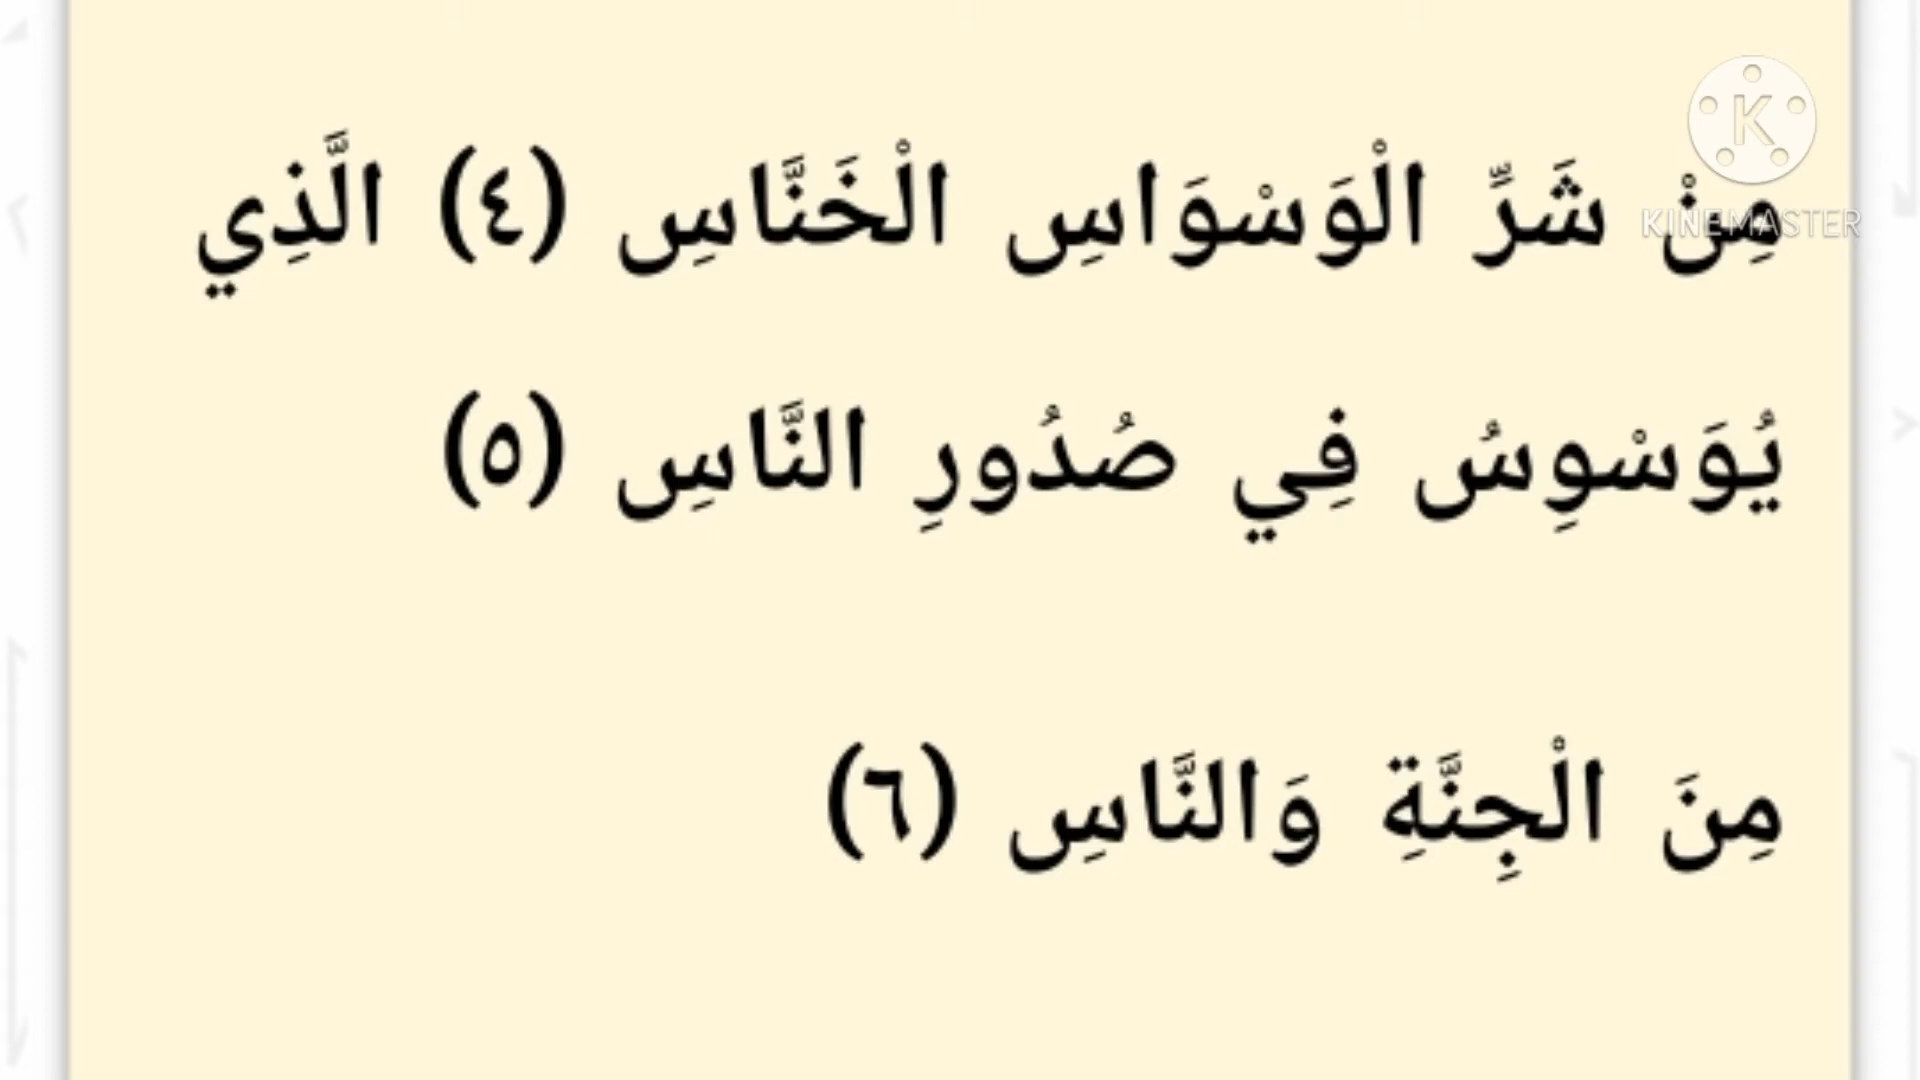 KINEMASTER
مِنْ شَرِّ الْوَسْوَاسِ الْخَنَّاسِ (٤) الَّذِي
يُوَسْوِسُ فِي صُدُورِ النَّاسِ (٥)
مِنَ الْجِنَّةِ وَالنَّاسِ (٦)